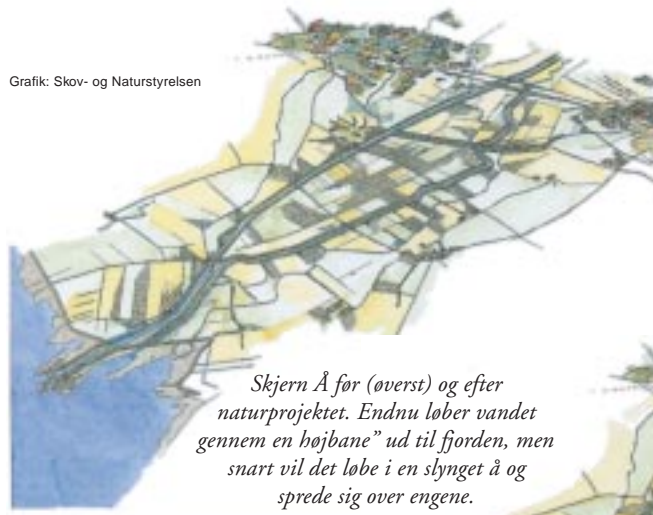 Grafik: Skov- og Naturstyrelsen
Skjern Å før (øverst) og efter
naturprojektet. Endnu løber vandet
gennem en højbane” ud til fjorden, men
snart vil det løbe i en slynget å og
sprede sig over engene.